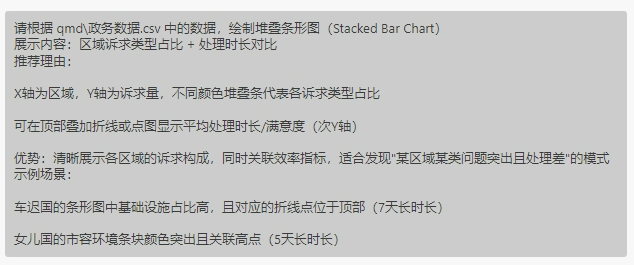 请根据 qmd\政务数据.csv 中的数据，绘制堆叠条形图（Stacked Bar Chart）
展示内容：区域诉求类型占比 + 处理时长对比
推荐理由：
X轴为区域，Y轴为诉求量，不同颜色堆叠条代表各诉求类型占比
可在顶部叠加折线或点图显示平均处理时长/满意度（次Y轴）
优势：清晰展示各区域的诉求构成，同时关联效率指标，适合发现"某区域某类问题突出且处理差"的模式
示例场景：
车迟国的条形图中基础设施占比高，且对应的折线点位于顶部（7天长时长）
女儿国的市容环境条块颜色突出且关联高点（5天长时长）